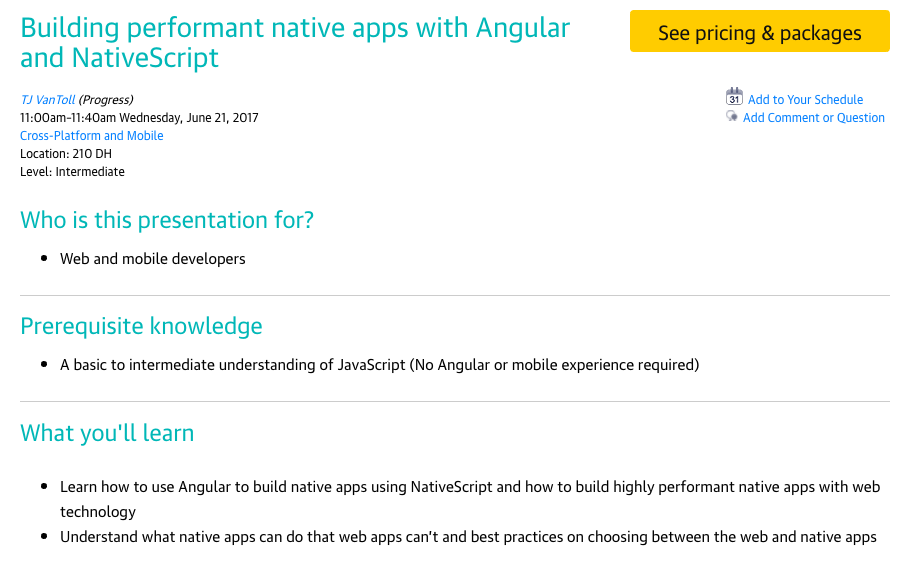 Building performant native apps with Angular
and NativeScript
See pricing & packages
TJ VanToll (Progress)
11:00am-11:40am Wednesday, June 21, 2017
Cross-Platform and Mobile
Location: 210 DH
Level: Intermediate
31 Add to Your Schedule
Add Comment or Question
Who is this presentation for?
• Web and mobile developers
Prerequisite knowledge
• A basic to intermediate understanding of JavaScript (No Angular or mobile experience required)
What you'll learn
• Learn how to use Angular to build native apps using NativeScript and how to build highly performant native apps with web
technology
• Understand what native apps can do that web apps can’t and best practices on choosing between the web and native apps